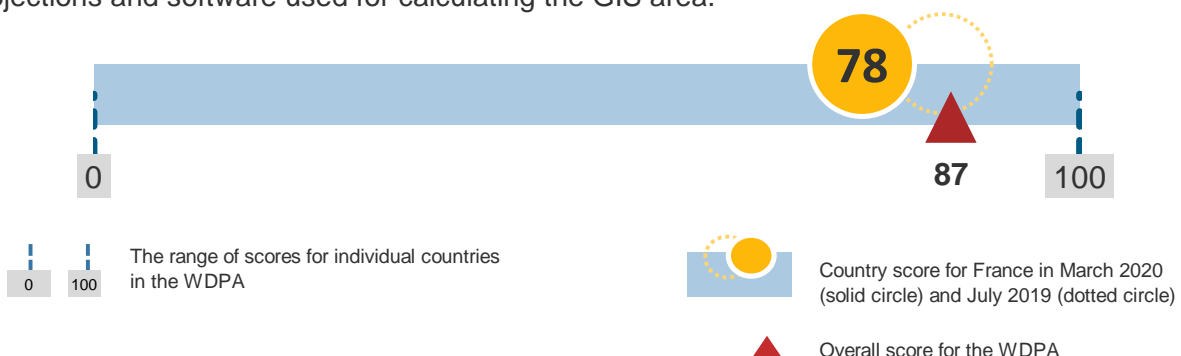 ojections and software used for calculating the GIS area.
78
0
87
100
The range of scores for individual countries
in the WDPA
0 100
Country score for France in March 2020
(solid circle) and July 2019 (dotted circle)
Overall score for the WDPA